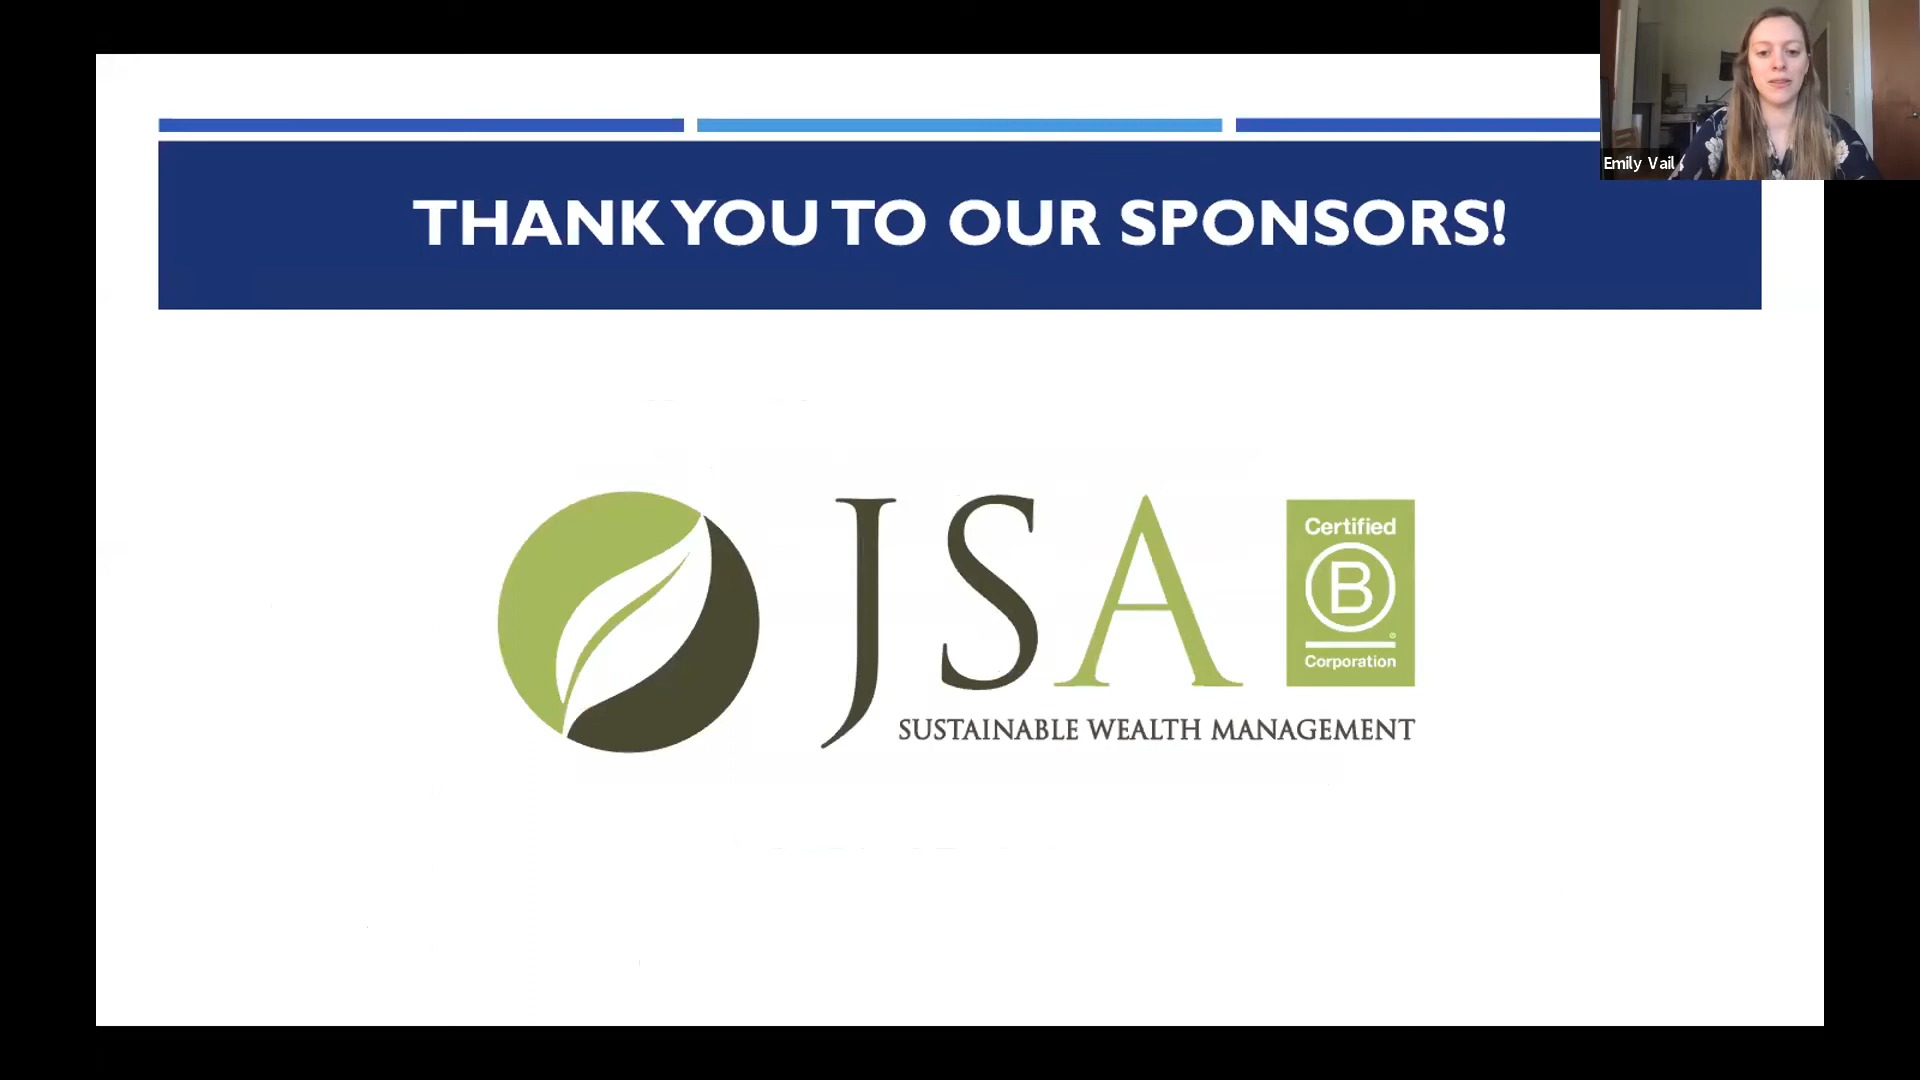 Emily Vail
THANK YOU TO OUR SPONSORS!
JSA
SUSTAINABLE WEALTH MANAGEMENT
Certified
B
®
Corporation